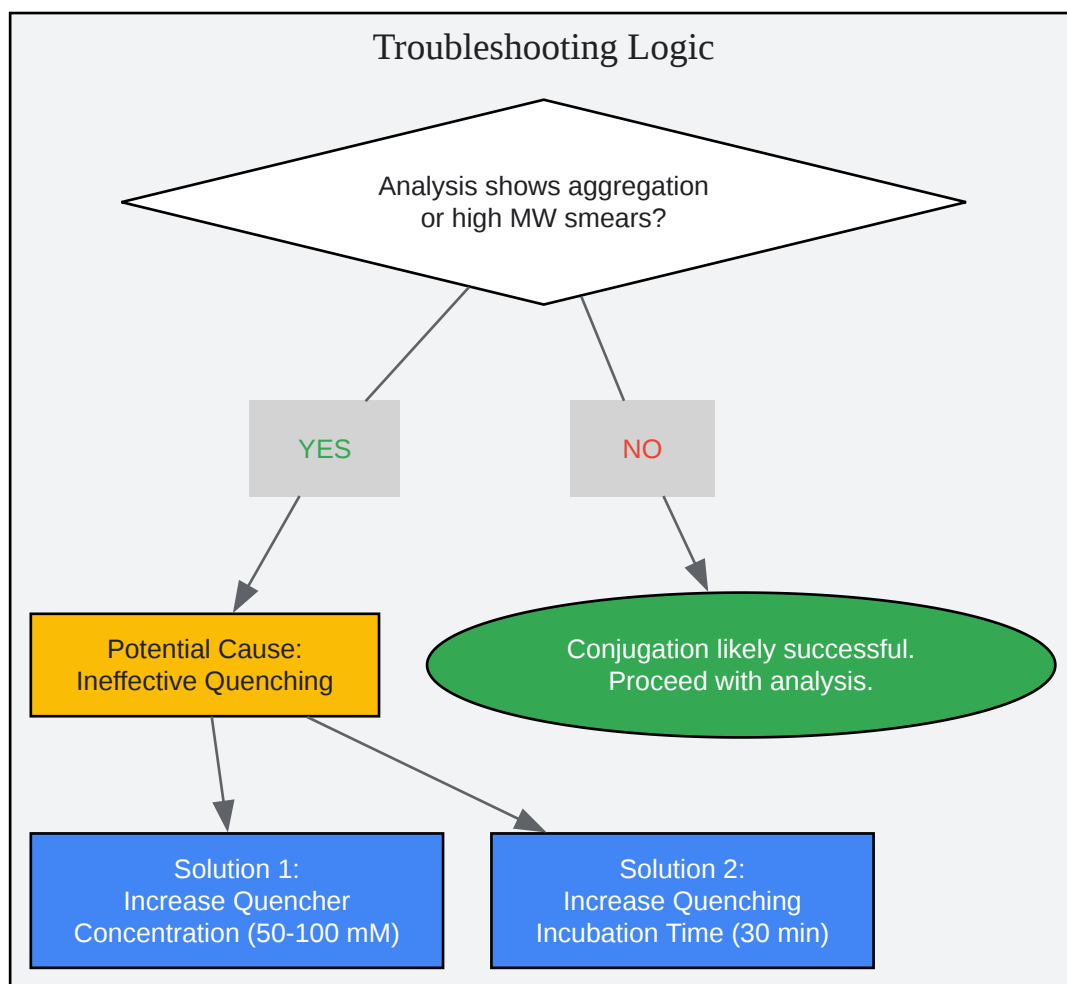 Troubleshooting Logic
Analysis shows aggregation
or high MW smears?
YES
NO
Potential Cause:
Ineffective Quenching
Conjugation likely successful.
Proceed with analysis.
Solution 1:
Increase Quencher
Concentration (50-100 mM)
Solution 2:
Increase Quenching
Incubation Time (30 min)